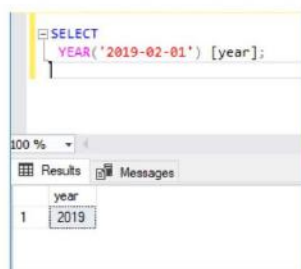 SELECT
YEAR('2019-02-01') [year];
100 %
Results Messages
year
1 2019